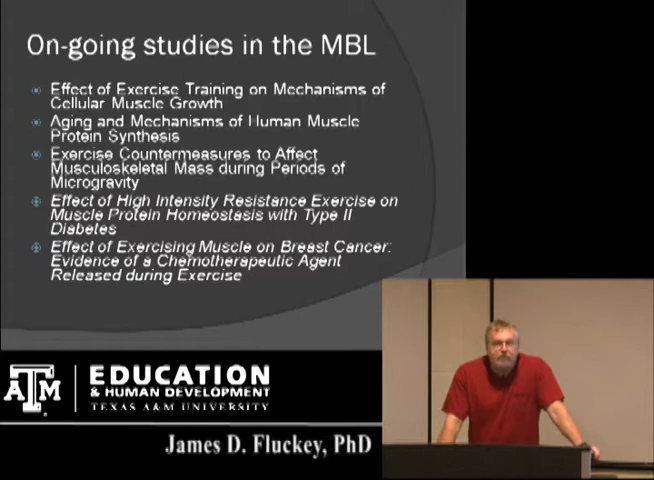 On-going studies in the MBL
Effect of Exercise Training on Mechanisms of
Cellular Muscle Growth
Aging and Mechanisms of Human Muscle
Protein Synthesis
Exercise Countermeasures to Affect
Musculoskeletal Mass during Periods of
Microgravity
Effect of High Intensity Resistance Exercise on
Muscle Protein Homeostasis with Type II
Diabetes
Effect of Exercising Muscle on Breast Cancer:
Evidence of a Chemotherapeutic Agent
Released during Exercise
ATM
EDUCATION
& HUMAN DEVELOPMENT
TEXAS A&M UNIVERSITY
James D. Fluckey, PhD